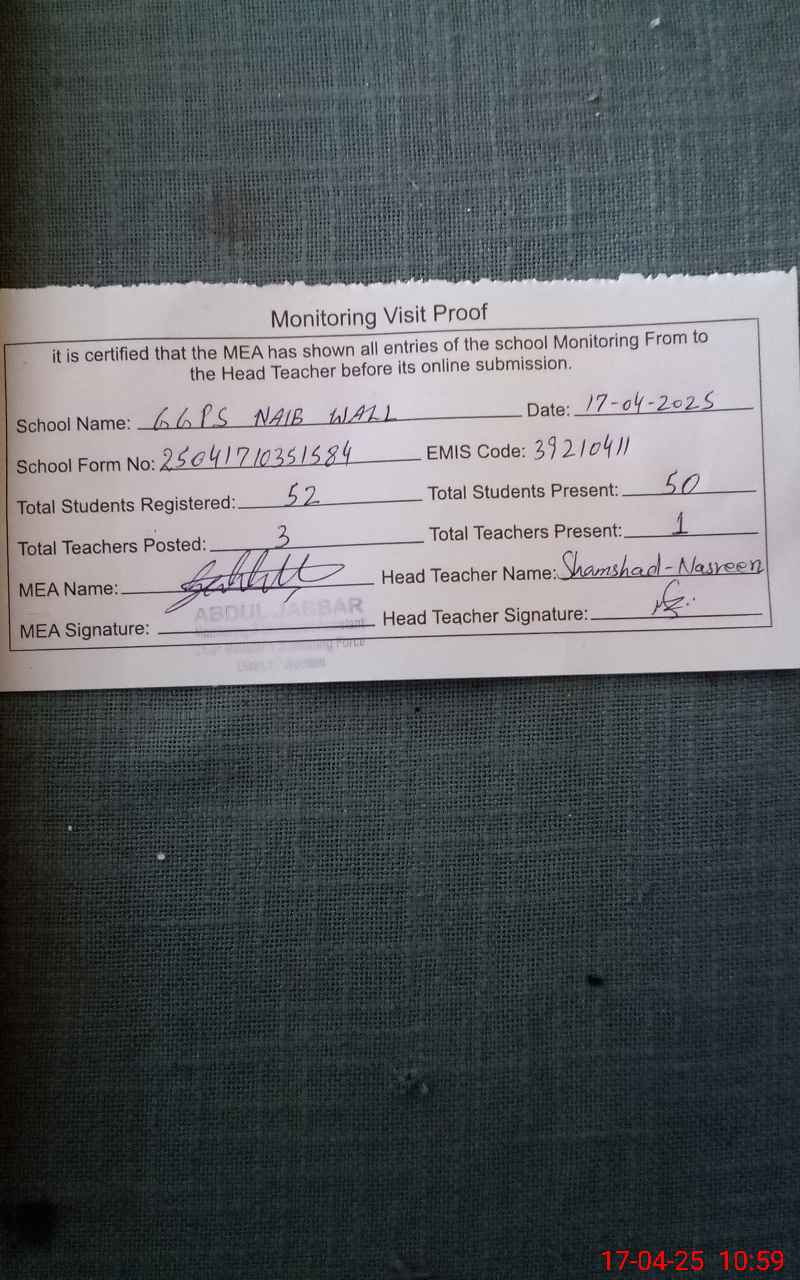 Monitoring Visit Proof
it is certified that the MEA has shown all entries of the school Monitoring From to
the Head Teacher before its online submission.
School Name: GGPS NAIB WALI Date: 17-04-2025
School Form No: 25041710351584 EMIS Code: 39210411
Total Students Registered: 52 Total Students Present: 50
Total Teachers Posted: 3 Total Teachers Present: 1
MEA Name: Head Teacher Name: Shamshad-Nasreen
ABDUL JABBAR
MEA Signature: Head Teacher Signature:
Monitoring Force
17-04-25 10:59